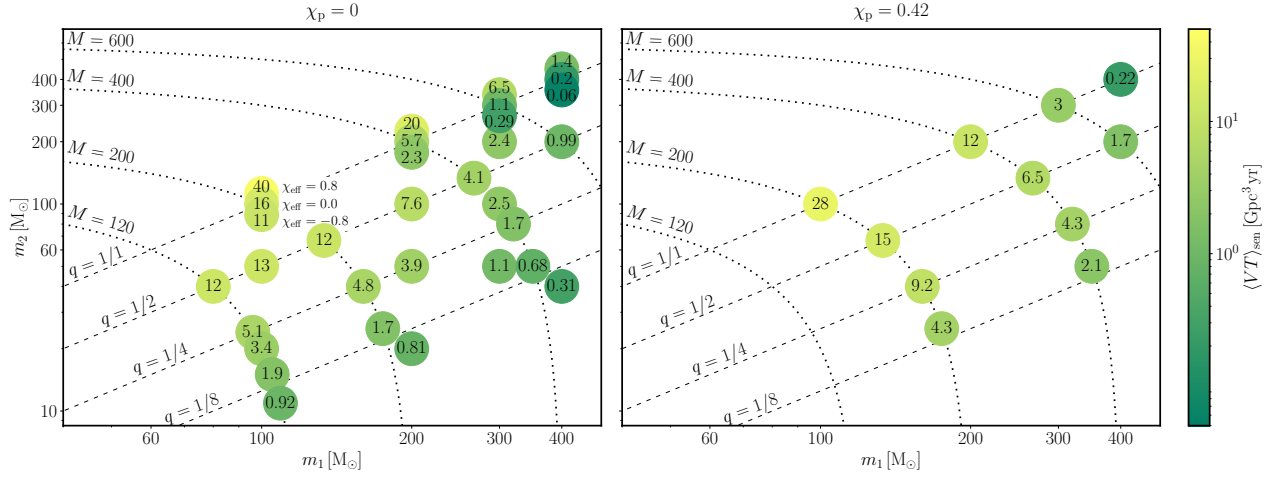 χp = 0
M = 600
M = 400
M = 200
M = 120
q = 1/1
q = 1/2
q = 1/4
q = 1/8
1.4
0.2
0.06
6.5
1.1
0.29
2.4
0.99
20
5.7
2.3
4.1
40
16
11
χeff = 0.8
χeff = 0.0
χeff = −0.8
7.6
2.5
1.7
12
13
3.9
1.1
0.68
0.31
12
4.8
5.1
3.4
1.7
0.81
1.9
0.92
400
300
200
100
60
10
m2 [M⊙]
60
100
200
300
400
m1 [M⊙]
χp = 0.42
M = 600
M = 400
M = 200
M = 120
q = 1/1
q = 1/2
q = 1/4
q = 1/8
0.22
3
12
1.7
6.5
28
4.3
15
2.1
9.2
4.3
60
100
200
300
400
m1 [M⊙]
10¹
10⁰
⟨VT⟩sen [Gpc³ yr]